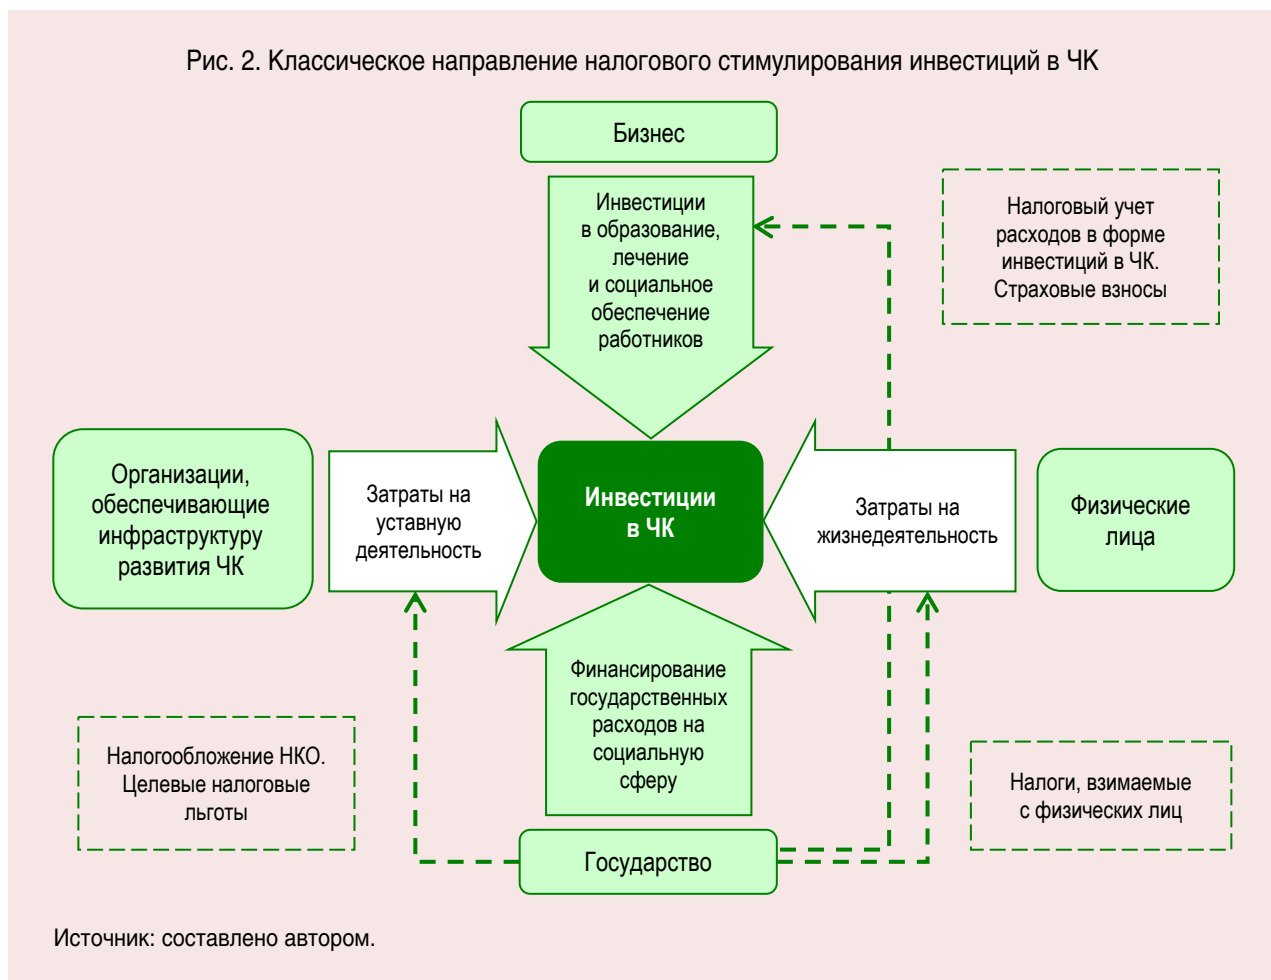 Рис. 2. Классическое направление налогового стимулирования инвестиций в ЧК
Бизнес
Инвестиции
в образование,
лечение
и социальное
обеспечение
работников
Налоговый учет
расходов в форме
инвестиций в ЧК.
Страховые взносы
Организации,
обеспечивающие
инфраструктуру
развития ЧК
Затраты на
уставную
деятельность
Инвестиции
в ЧК
Затраты на
жизнедеятельность
Физические
лица
Финансирование
государственных
расходов на
социальную
сферу
Налогообложение НКО.
Целевые налоговые
льготы
Налоги, взимаемые
с физических лиц
Государство
Источник: составлено автором.